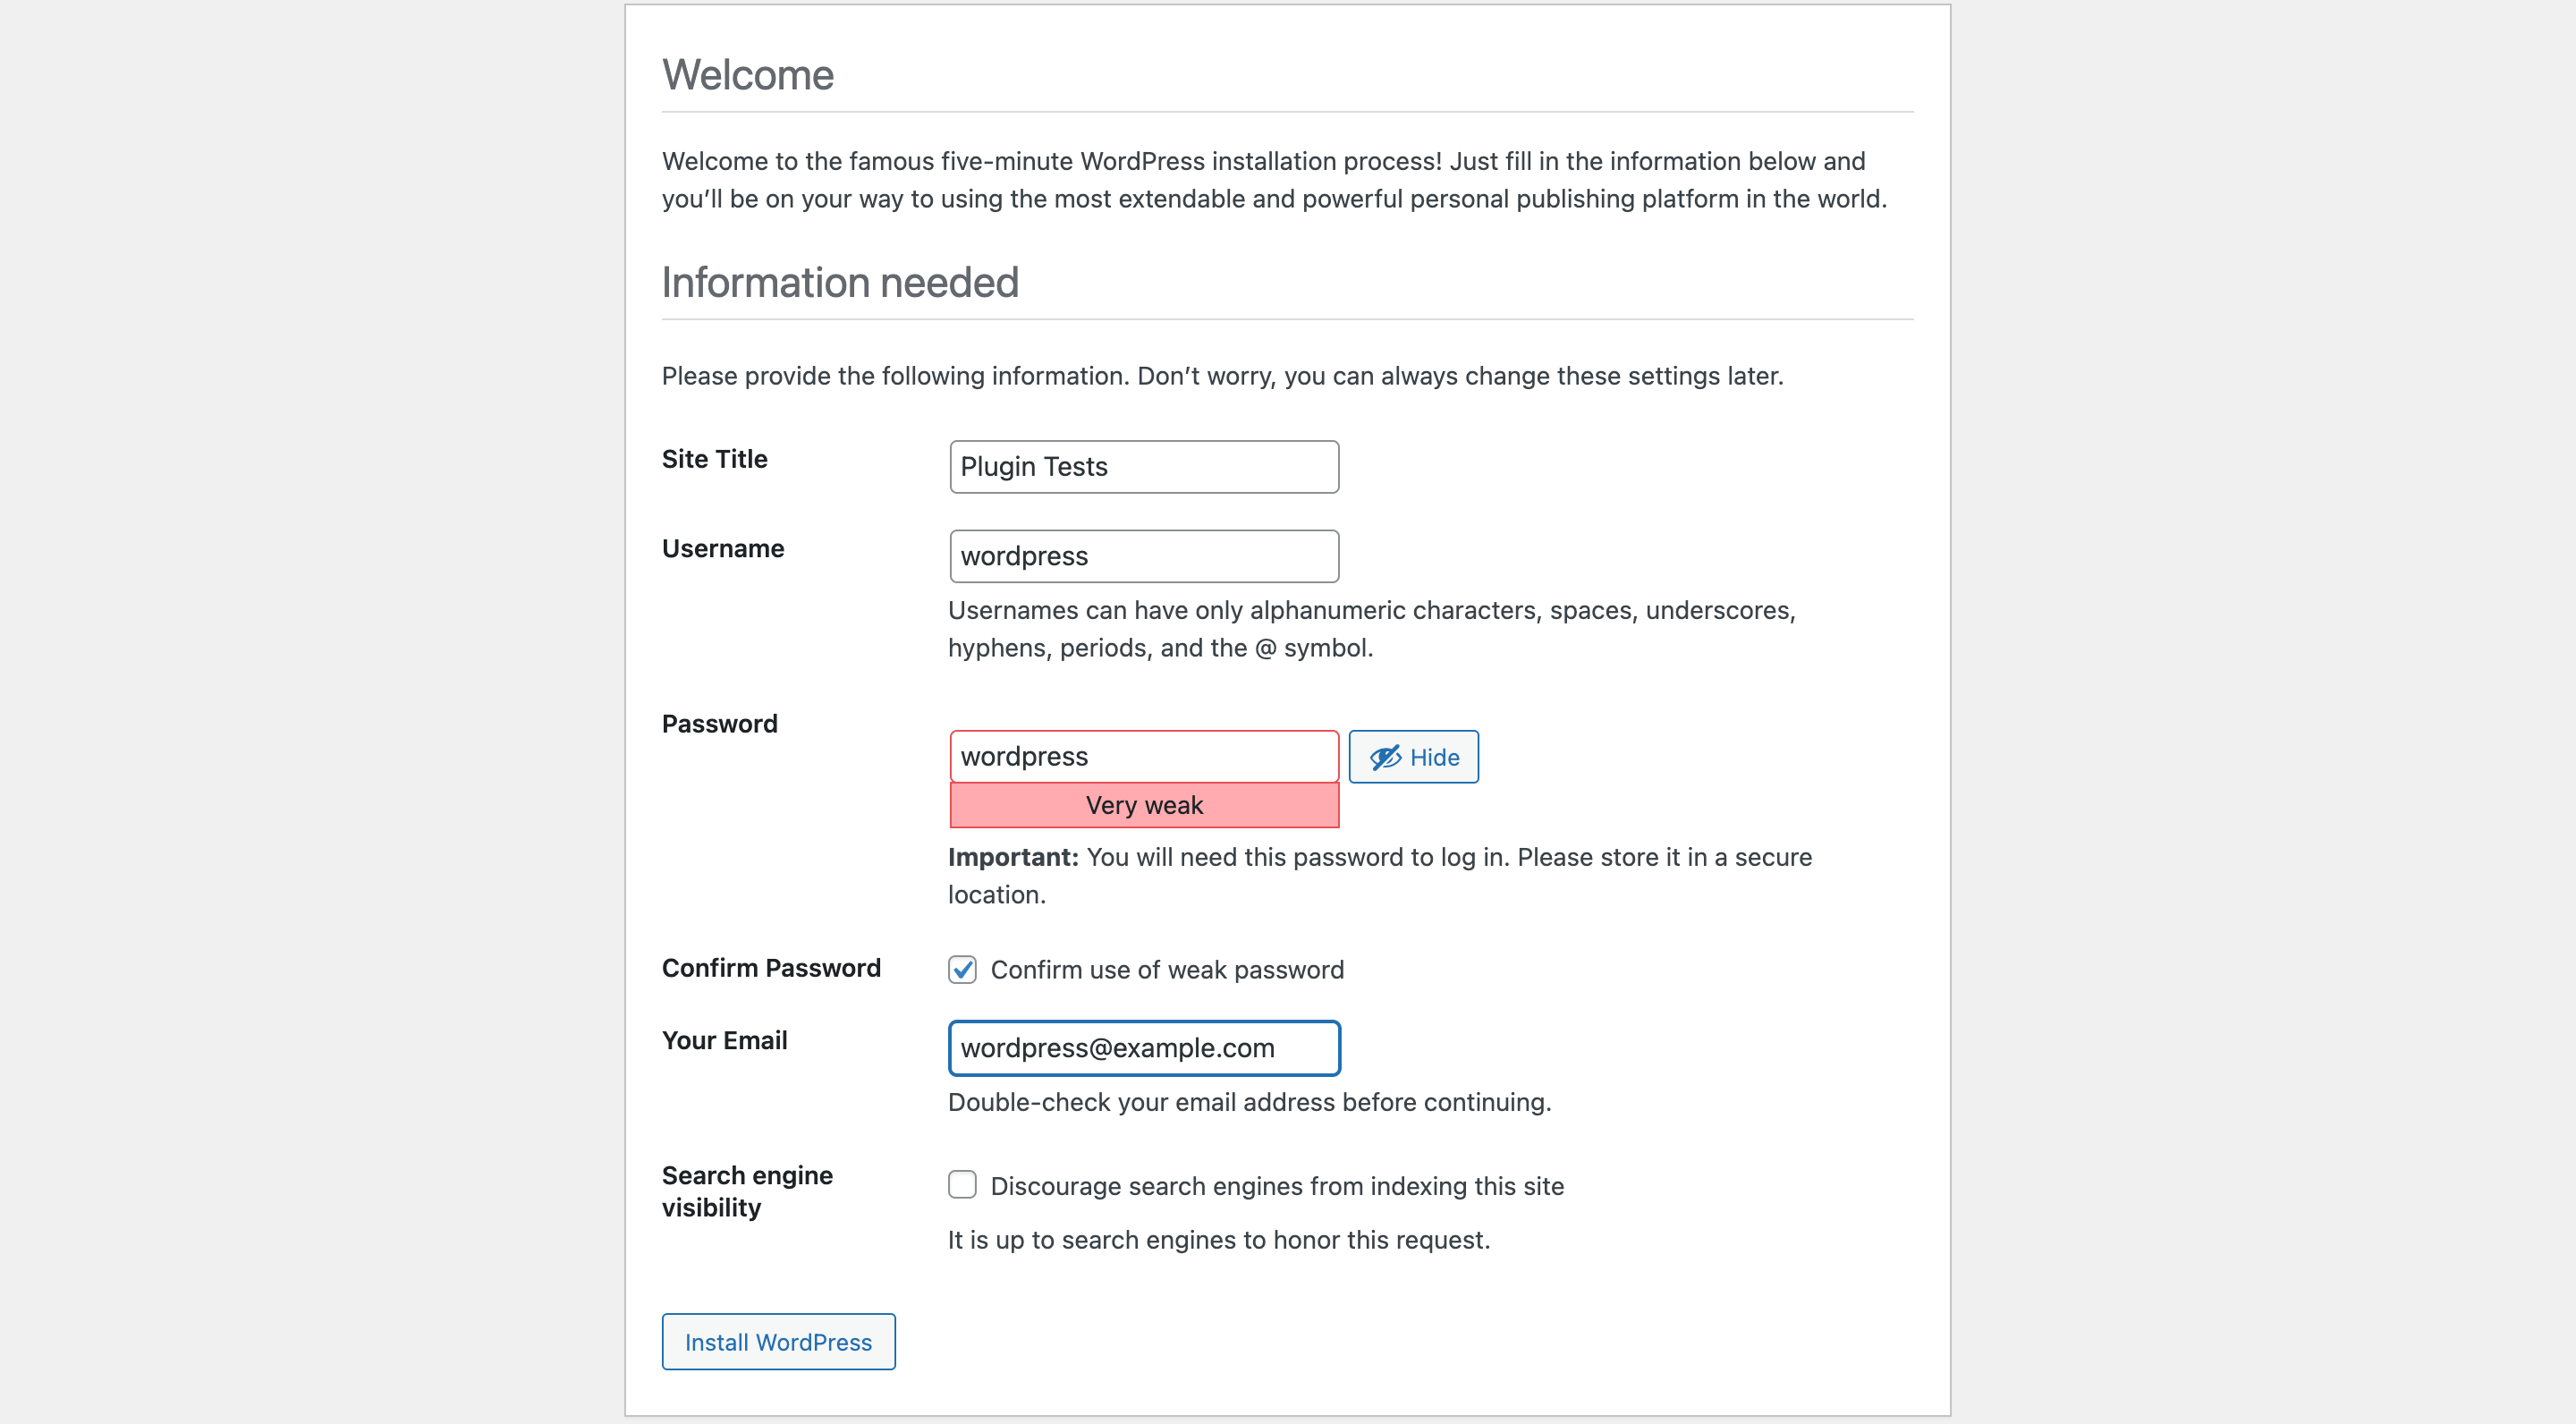 Welcome
Welcome to the famous five-minute WordPress installation process! Just fill in the information below and
you’ll be on your way to using the most extendable and powerful personal publishing platform in the world.
Information needed
Please provide the following information. Don’t worry, you can always change these settings later.
Site Title
Plugin Tests
Username
wordpress
Usernames can have only alphanumeric characters, spaces, underscores,
hyphens, periods, and the @ symbol.
Password
wordpress
Hide
Very weak
Important: You will need this password to log in. Please store it in a secure
location.
Confirm Password
Confirm use of weak password
Your Email
wordpress@example.com
Double-check your email address before continuing.
Search engine
visibility
Discourage search engines from indexing this site
It is up to search engines to honor this request.
Install WordPress